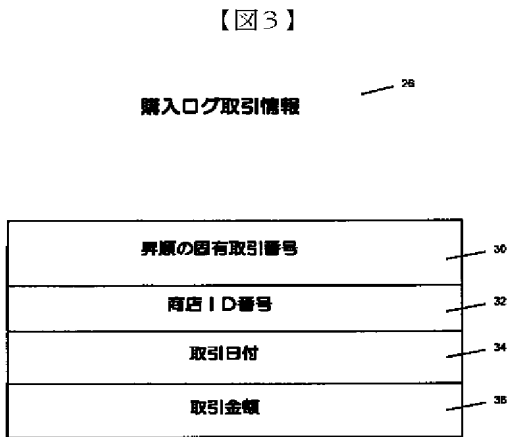 【図3】
26
購入ログ取引情報
昇順の固有取引番号
30
商店ID番号
32
取引日付
34
取引金額
36